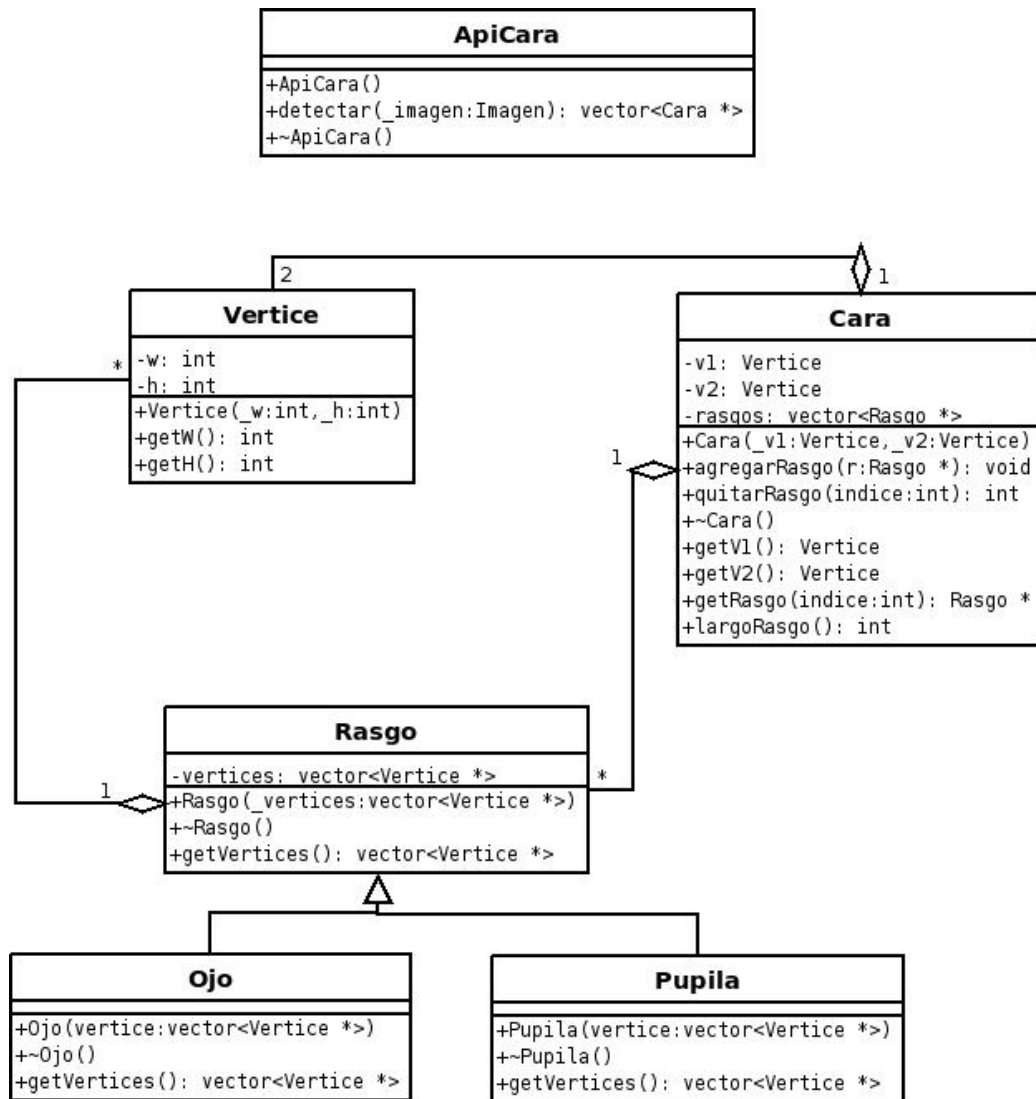 ApiCara
+ApiCara()
+detectar(_imagen:Imagen): vector<Cara *>
+~ApiCara()
2
1
Vertice
-w: int
-h: int
+Vertice(_w:int,_h:int)
+getW(): int
+getH(): int
*
Cara
-v1: Vertice
-v2: Vertice
-rasgos: vector<Rasgo *>
+Cara(_v1:Vertice,_v2:Vertice)
+agregarRasgo(r:Rasgo *): void
+quitarRasgo(indice:int): int
+~Cara()
+getV1(): Vertice
+getV2(): Vertice
+getRasgo(indice:int): Rasgo *
+largoRasgo(): int
1
Rasgo
-vertices: vector<Vertice *>
+Rasgo(_vertices:vector<Vertice *>)
+~Rasgo()
+getVertices(): vector<Vertice *>
*
1
Ojo
+Ojo(vertice:vector<Vertice *>)
+~Ojo()
+getVertices(): vector<Vertice *>
Pupila
+Pupila(vertice:vector<Vertice *>)
+~Pupila()
+getVertices(): vector<Vertice *>